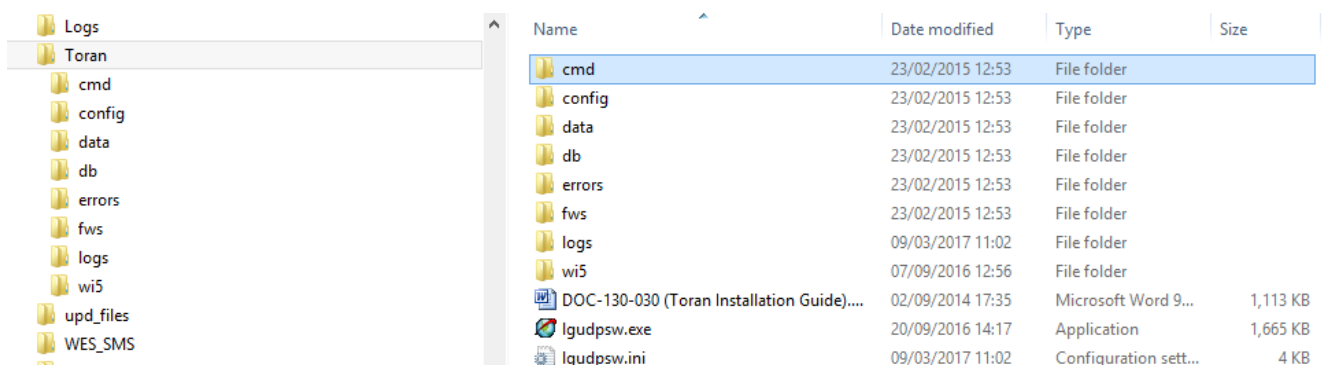 Logs
Toran
cmd
config
data
db
errors
fws
logs
wi5
upd_files
WES_SMS
Name Date modified Type Size
cmd 23/02/2015 12:53 File folder
config 23/02/2015 12:53 File folder
data 23/02/2015 12:53 File folder
db 23/02/2015 12:53 File folder
errors 23/02/2015 12:53 File folder
fws 23/02/2015 12:53 File folder
logs 09/03/2017 11:02 File folder
wi5 07/09/2016 12:56 File folder
DOC-130-030 (Toran Installation Guide).... 02/09/2014 17:35 Microsoft Word 9... 1,113 KB
lgudpsw.exe 20/09/2016 14:17 Application 1,665 KB
lgudpsw.ini 09/03/2017 11:02 Configuration sett... 4 KB